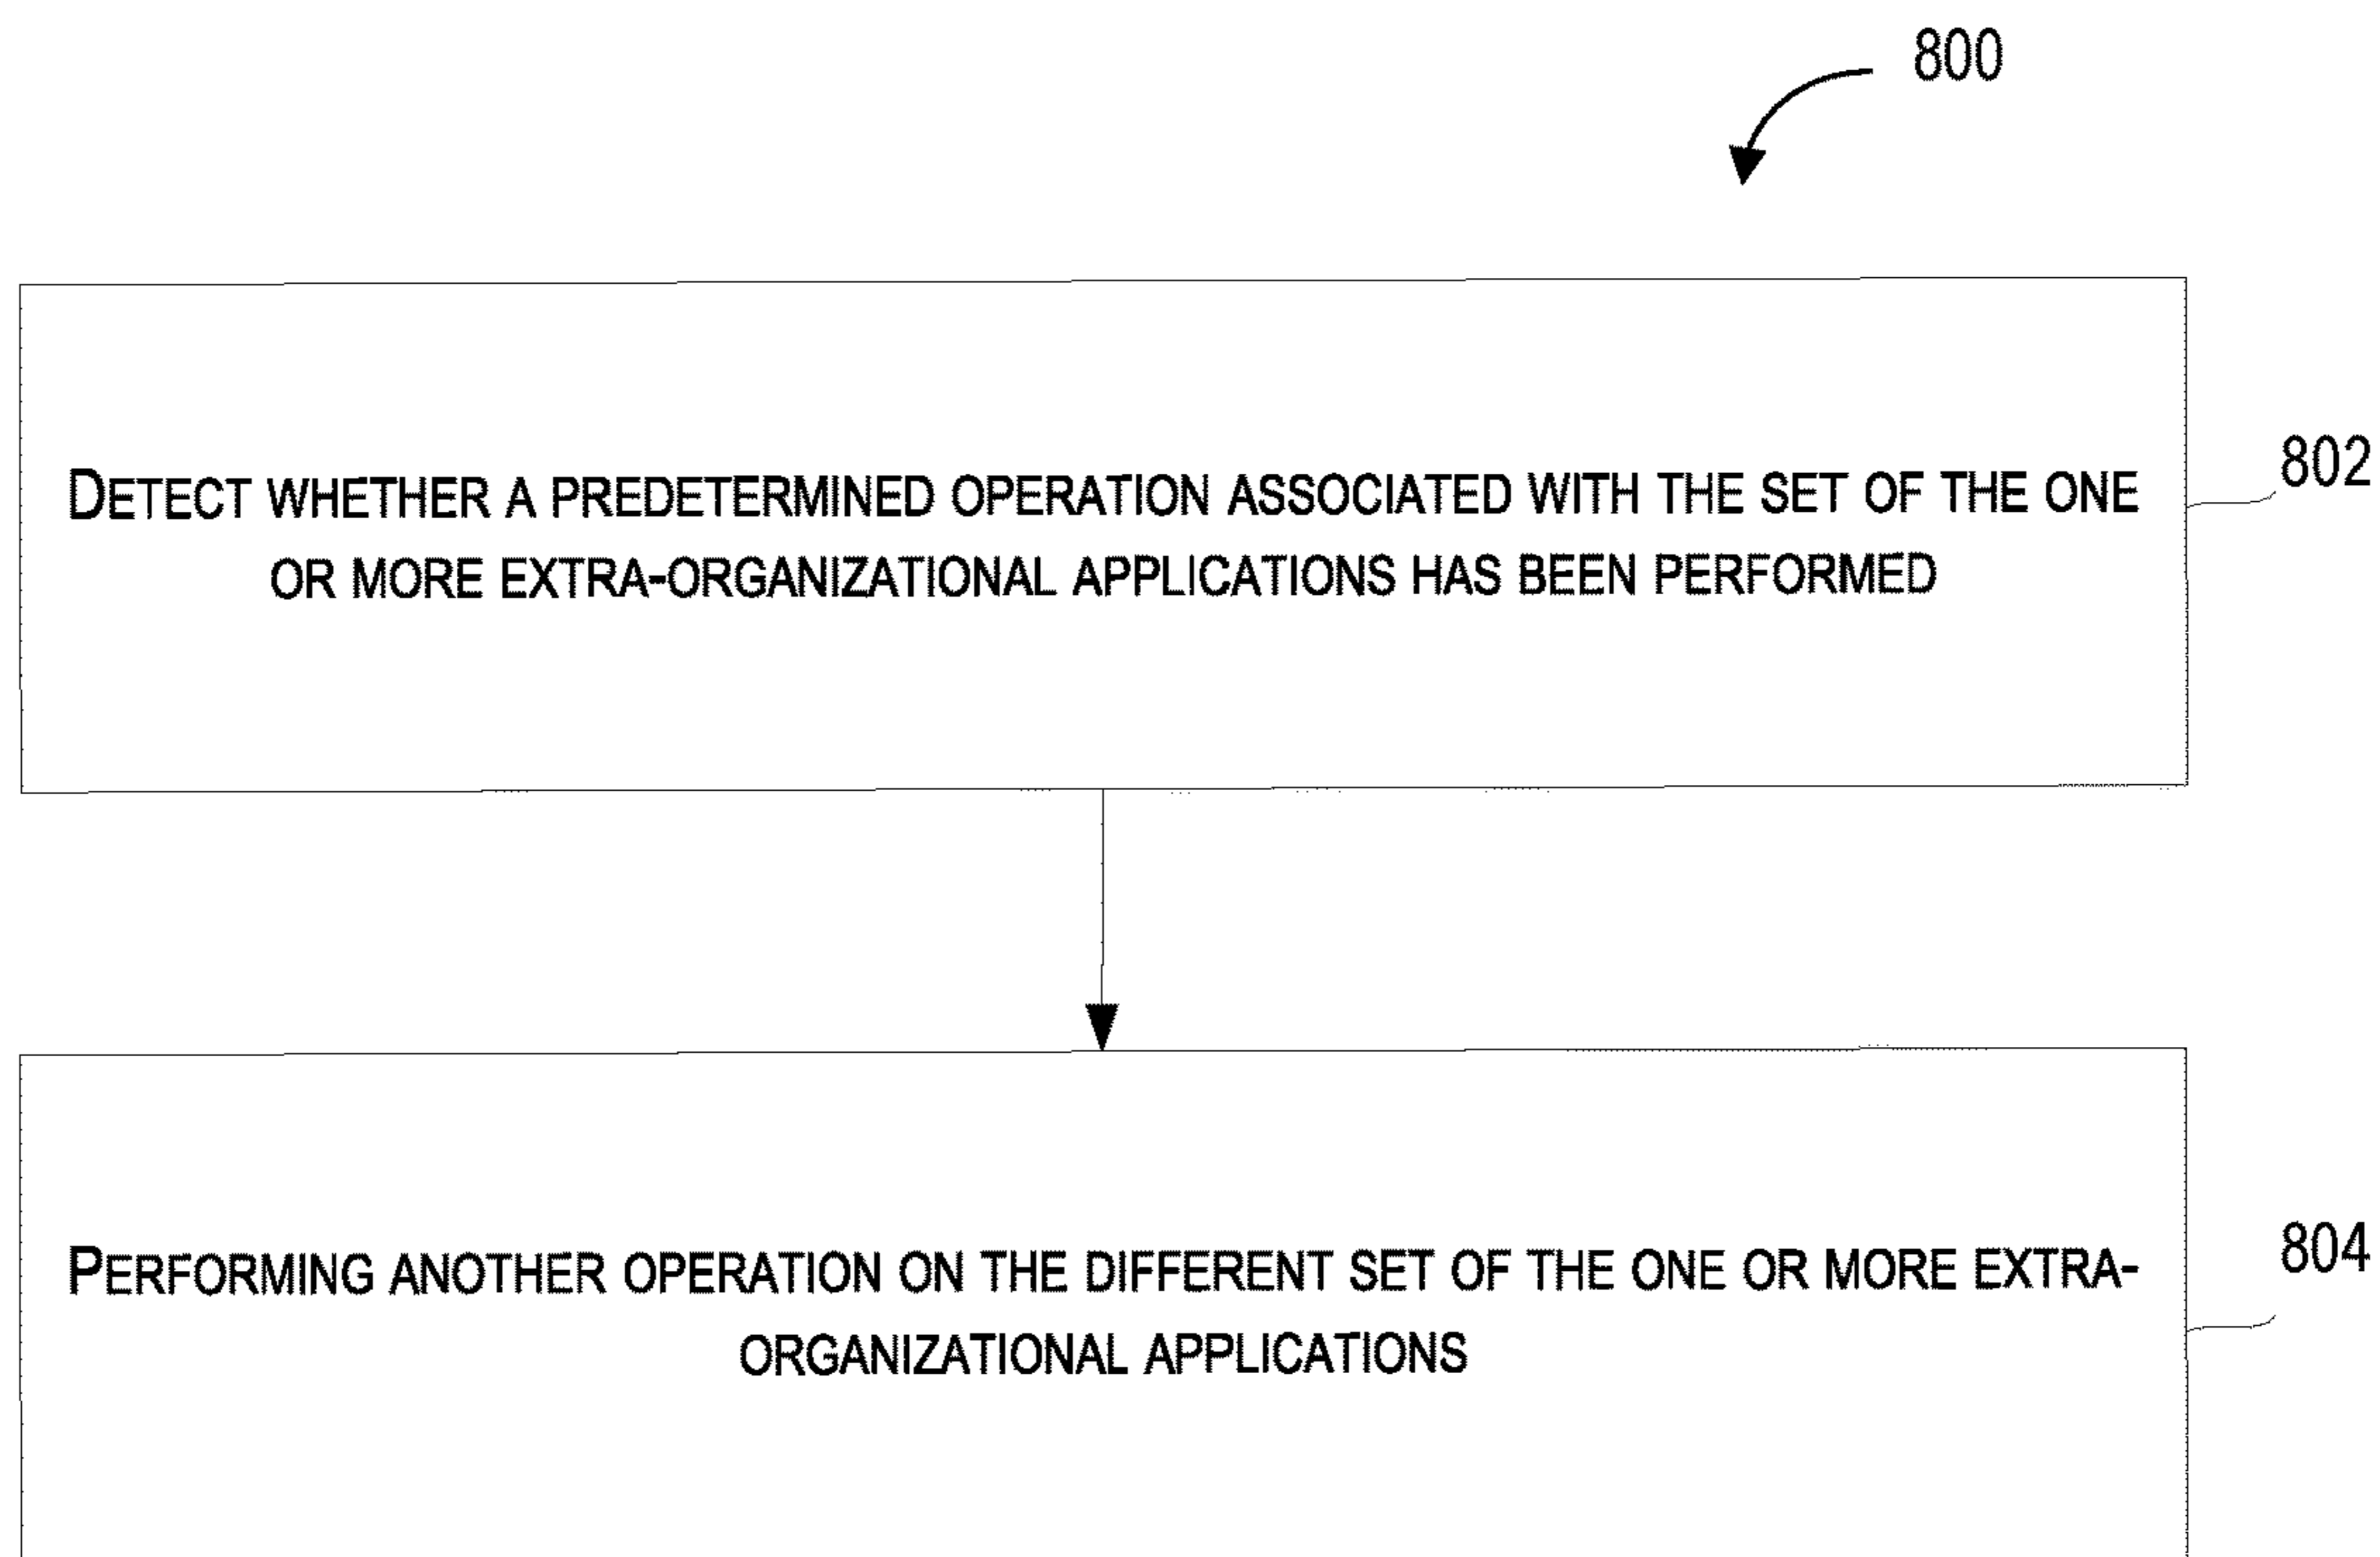 800
DETECT WHETHER A PREDETERMINED OPERATION ASSOCIATED WITH THE SET OF THE ONE
OR MORE EXTRA-ORGANIZATIONAL APPLICATIONS HAS BEEN PERFORMED
802
PERFORMING ANOTHER OPERATION ON THE DIFFERENT SET OF THE ONE OR MORE EXTRA-
ORGANIZATIONAL APPLICATIONS
804